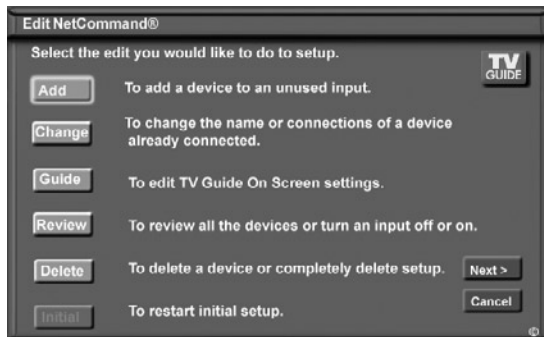 Edit NetCommand®
Select the edit you would like to do to setup.
TV
GUIDE
Add To add a device to an unused input.
Change To change the name or connections of a device
already connected.
Guide To edit TV Guide On Screen settings.
Review To review all the devices or turn an input off or on.
Delete To delete a device or completely delete setup. Next >
Initial To restart initial setup. Cancel
©